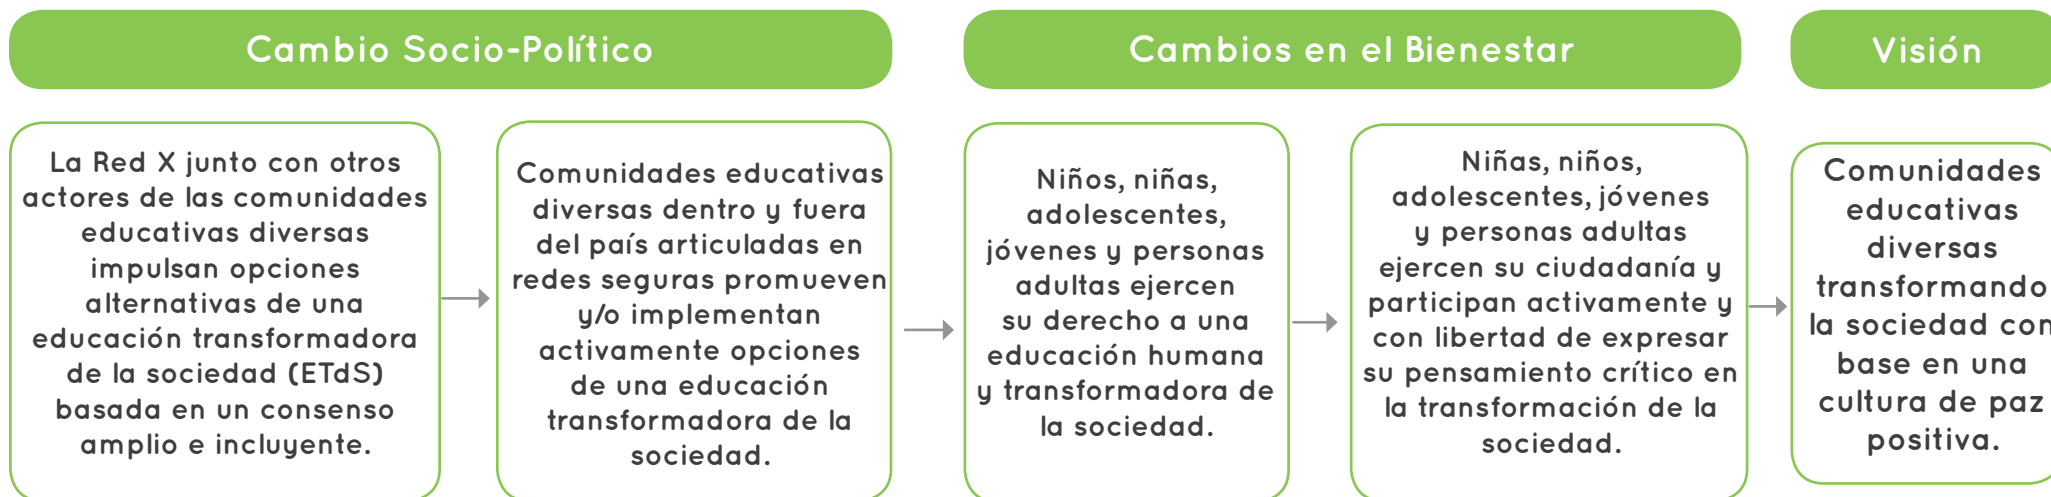 Cambio Socio-Político
Cambios en el Bienestar
Visión
La Red X junto con otros
actores de las comunidades
educativas diversas
impulsan opciones
alternativas de una
educación transformadora
de la sociedad (ETdS)
basada en un consenso
amplio e incluyente.
Comunidades educativas
diversas dentro y fuera
del país articuladas en
redes seguras promueven
y/o implementan
activamente opciones
de una educación
transformadora de la
sociedad.
Niños, niñas,
adolescentes,
jóvenes y personas
adultas ejercen
su derecho a una
educación humana
y transformadora de
la sociedad.
Niñas, niños,
adolescentes, jóvenes
y personas adultas
ejercen su ciudadanía y
participan activamente y
con libertad de expresar
su pensamiento crítico en
la transformación de la
sociedad.
Comunidades
educativas
diversas
transformando
la sociedad con
base en una
cultura de paz
positiva.